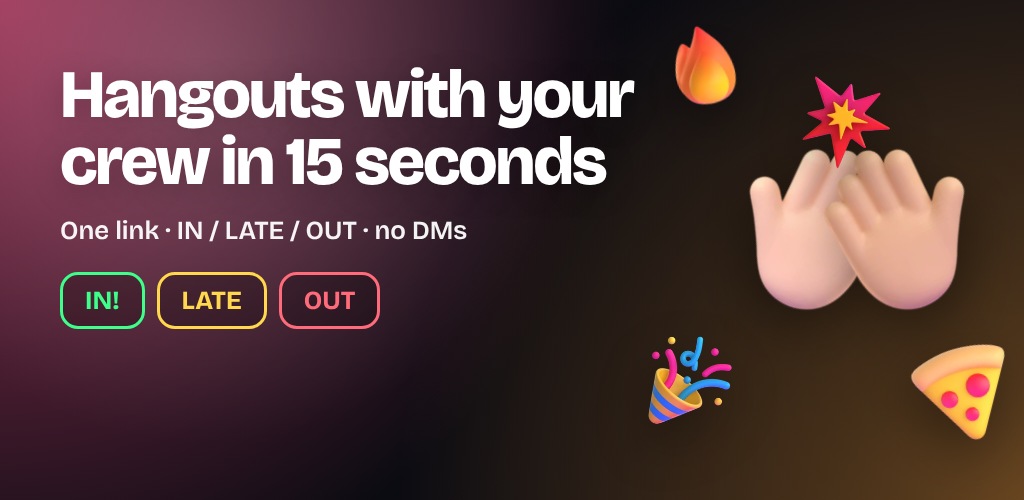 Hangouts with your
crew in 15 seconds
One link · IN / LATE / OUT · no DMs
IN! LATE OUT